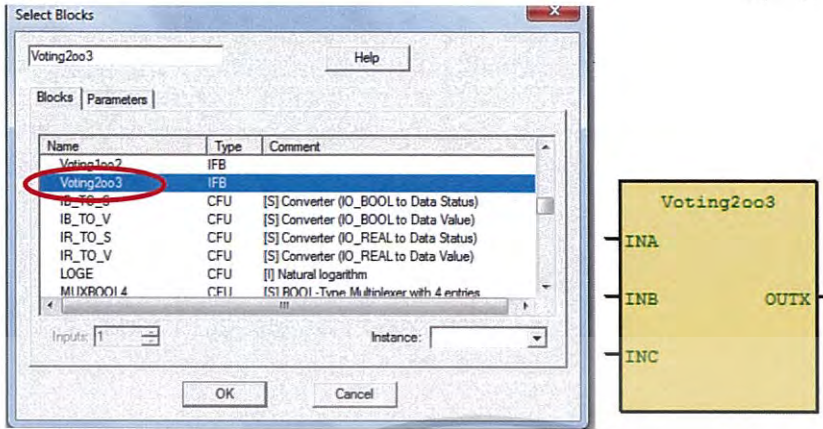 Select Blocks
Voting2oo3
Help
Blocks Parameters
Name Type Comment
Voting1oo2 IFB
Voting2oo3 IFB
IB_TO_S CFU [S] Converter (IO_BOOL to Data Status)
IB_TO_V CFU [S] Converter (IO_BOOL to Data Value)
IR_TO_S CFU [S] Converter (IO_REAL to Data Status)
IR_TO_V CFU [S] Converter (IO_REAL to Data Value)
LOGE CFU [I] Natural logarithm
MUXBOOL4 CFU [S] BOOL-Type Multiplexer with 4 entries
Inputs: 1
Instance:
OK Cancel
Voting2oo3
INA
INB OUTX
INC